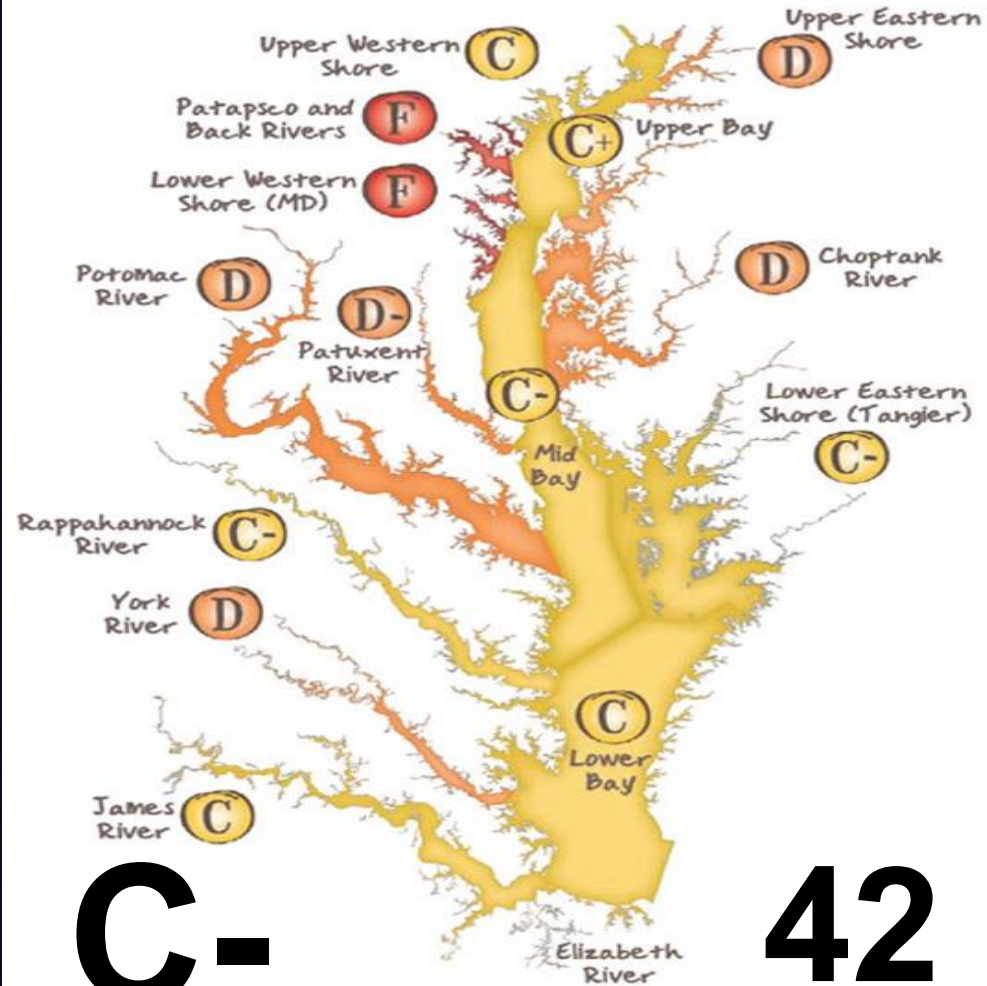 Upper Eastern
Shore
D
Upper Western
Shore
C
Patapsco and
Back Rivers
F
C+
Upper Bay
Lower Western
Shore (MD)
F
Potomac
River
D
D
Choptank
River
D-
Patuxent
River
C-
Mid
Bay
Lower Eastern
Shore (Tangier)
C-
Rappahannock
River
C-
York
River
D
C
Lower
Bay
James
River
C
C-
42
Elizabeth
River